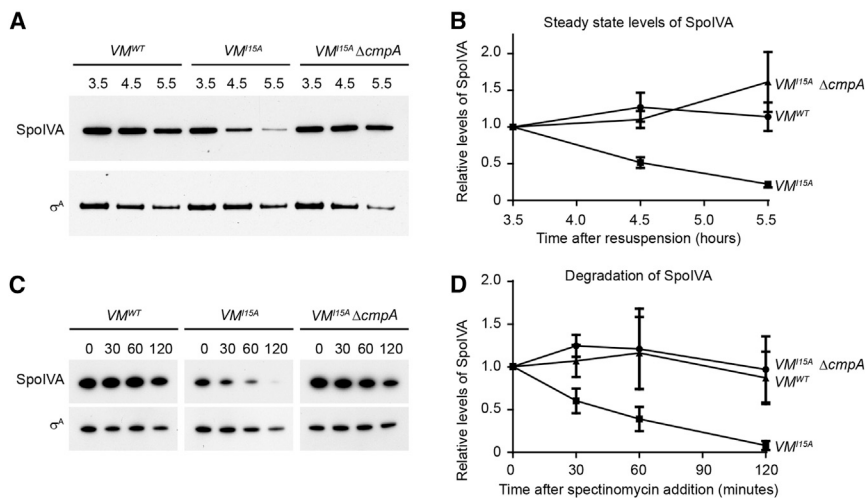 A
VM^WT VM^I15A VM^I15A ΔcmpA
3.5 4.5 5.5 3.5 4.5 5.5 3.5 4.5 5.5
SpoIVA
σ^A
B
Steady state levels of SpoIVA
Relative levels of SpoIVA
2.0
1.5
1.0
0.5
0
3.5 4.0 4.5 5.0 5.5
Time after resuspension (hours)
VM^I15A ΔcmpA
VM^WT
VM^I15A
C
VM^WT VM^I15A VM^I15A ΔcmpA
0 30 60 120 0 30 60 120 0 30 60 120
SpoIVA
σ^A
D
Degradation of SpoIVA
Relative levels of SpoIVA
2.0
1.5
1.0
0.5
0
0 30 60 90 120
Time after spectinomycin addition (minutes)
VM^I15A ΔcmpA
VM^WT
VM^I15A